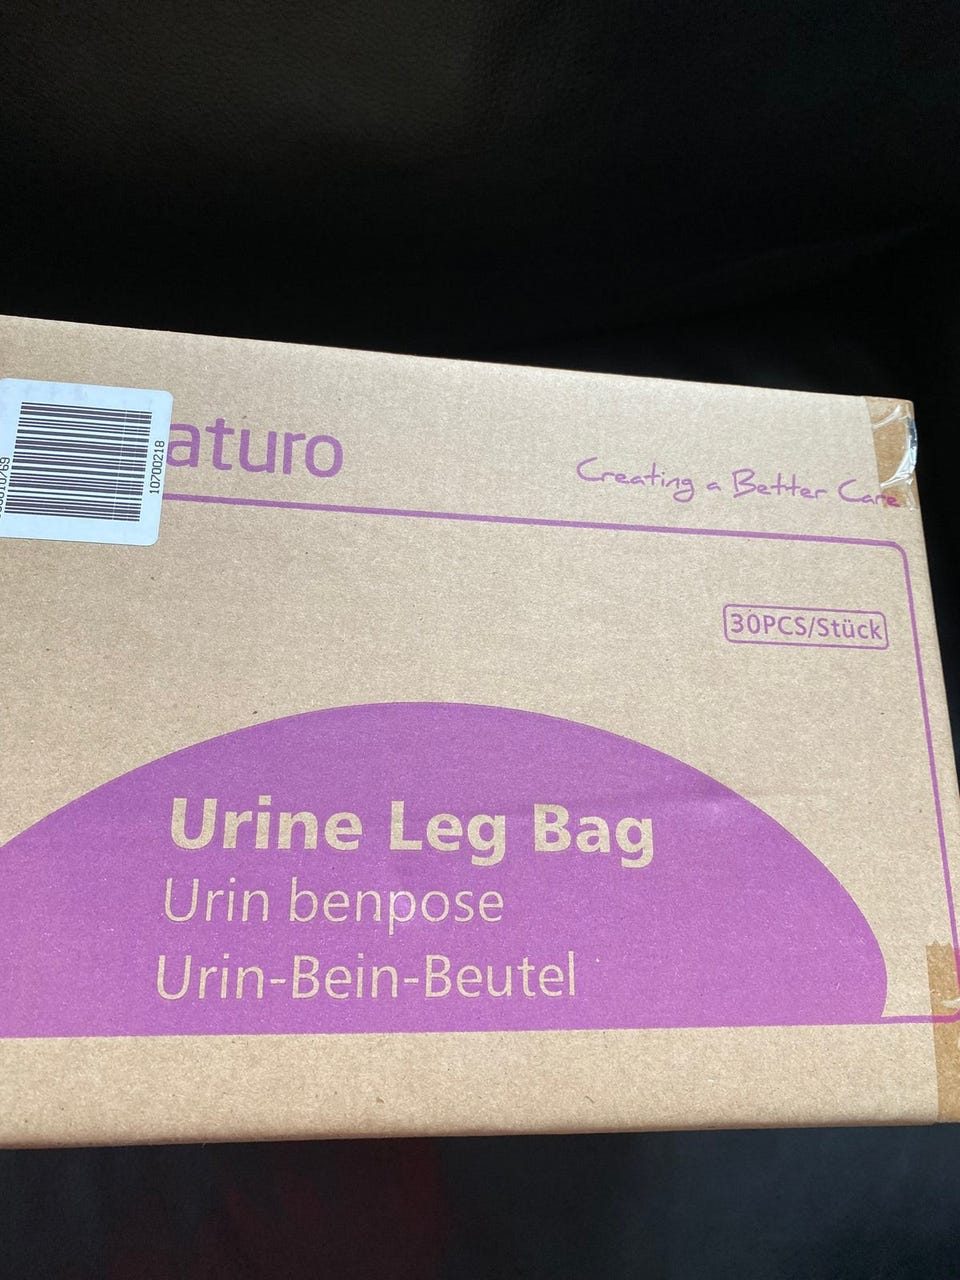 aturo
Creating a Better Care
10700218
30PCS/Stück
Urine Leg Bag
Urin benpose
Urin-Bein-Beutel